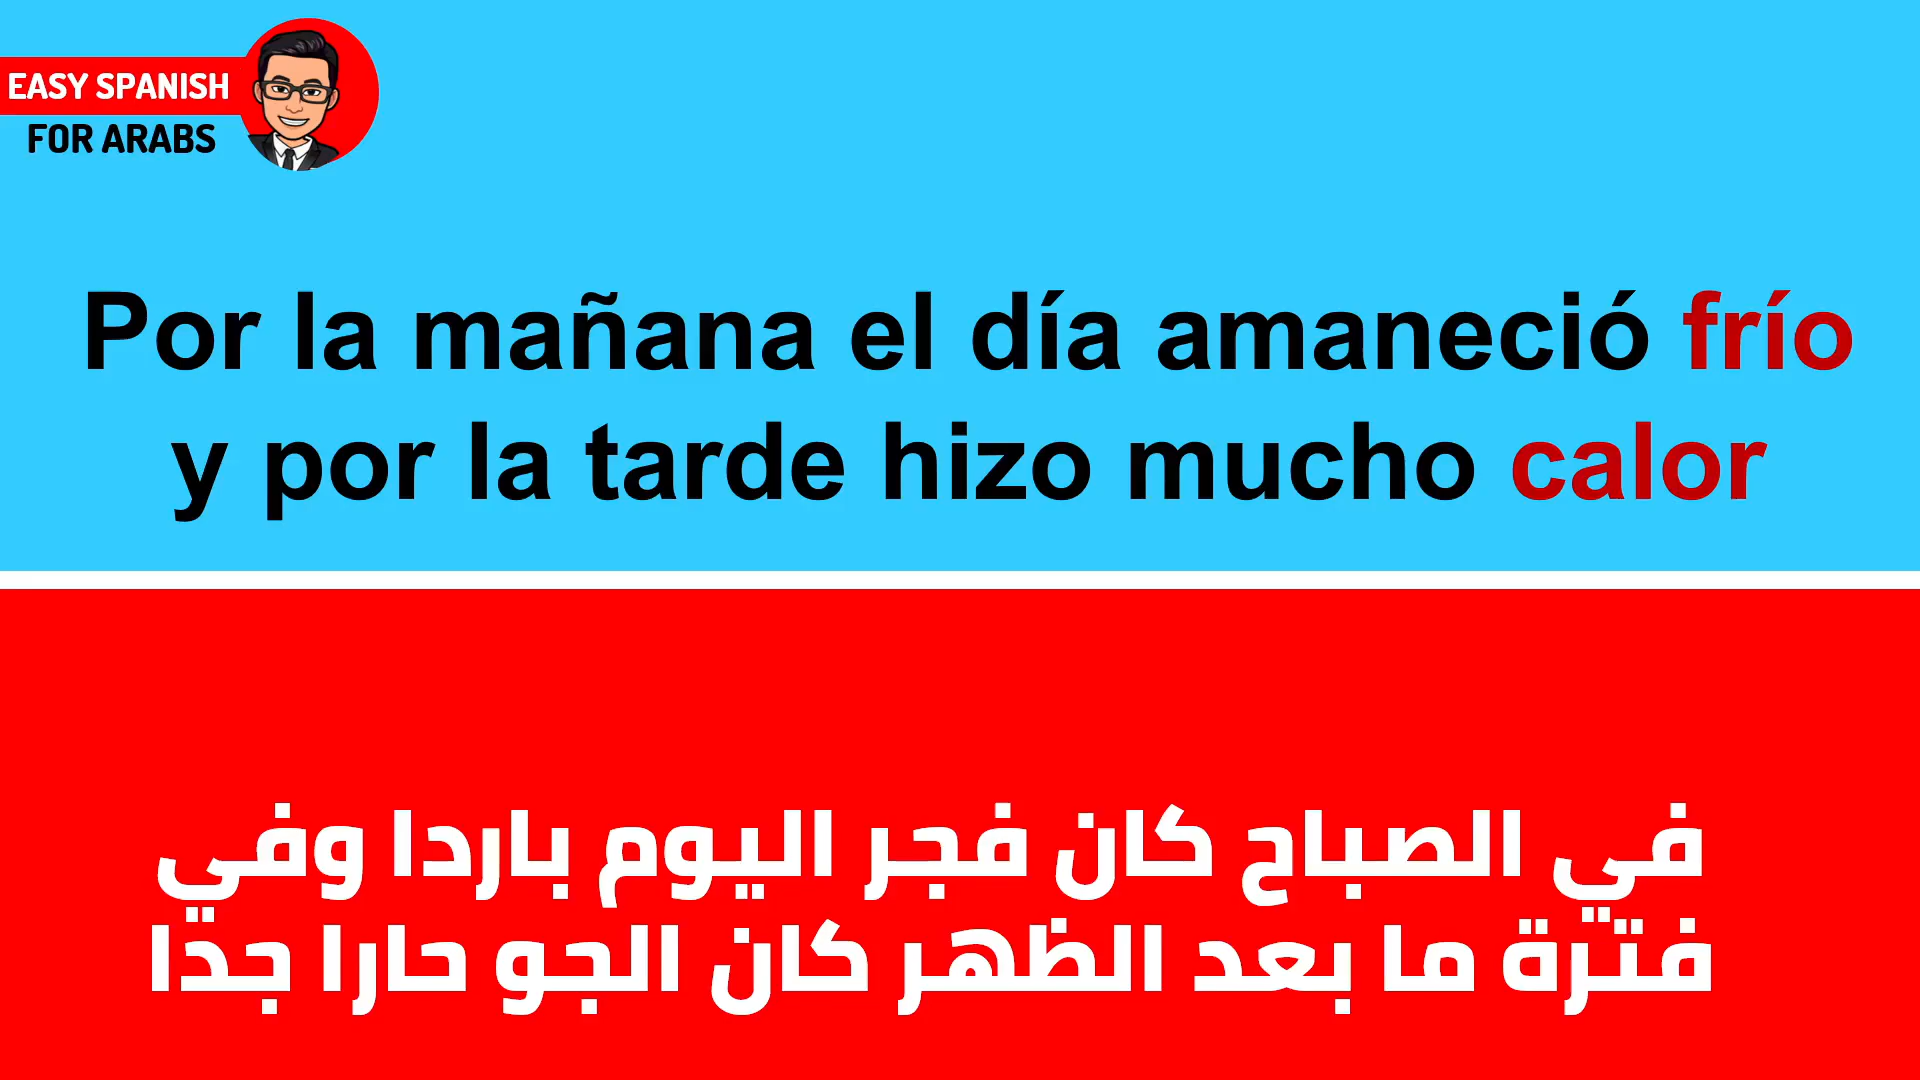 EASY SPANISH
FOR ARABS
Por la mañana el día amaneció frío
y por la tarde hizo mucho calor
في الصباح كان فجر اليوم باردا وفي
فترة ما بعد الظهر كان الجو حارا جدا